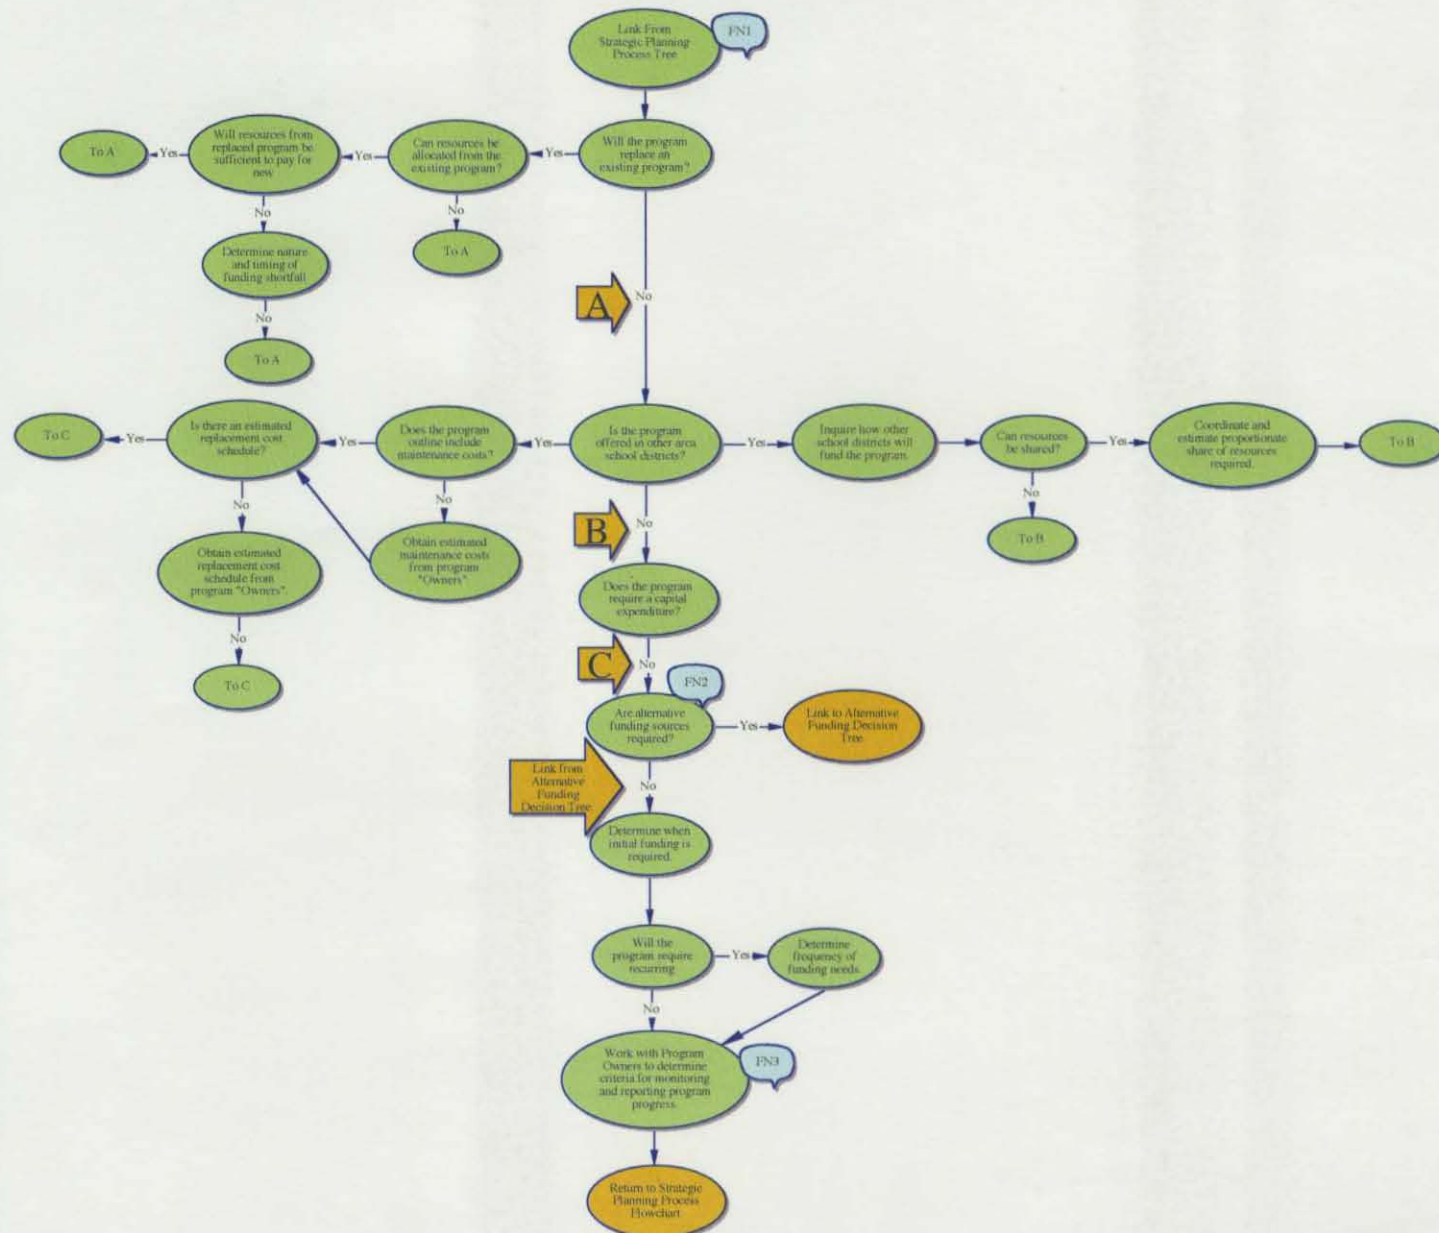 Link From
Strategic Planning
Process Tree
FN1
Will resources from
replaced program be
sufficient to pay for
new
Can resources be
allocated from the
existing program?
Will the program
replace an
existing program?
To A
Yes
Yes
Yes
No
No
Determine nature
and timing of
funding shortfall
To A
A
No
No
To A
Is there an estimated
replacement cost
schedule?
Does the program
outline include
maintenance costs?
Is the program
offered in other area
school districts?
Inquire how other
school districts will
fund the program.
Can resources
be shared?
Coordinate and
estimate proportionate
share of resources
required.
To B
To C
Yes
Yes
Yes
Yes
Yes
No
No
No
B
No
To B
Obtain estimated
replacement cost
schedule from
program "Owners".
Obtain estimated
maintenance costs
from program
"Owners"
Does the program
require a capital
expenditure?
No
To C
C
No
FN2
Are alternative
funding sources
required?
Yes
Link to Alternative
Funding Decision
Tree
Link from
Alternative
Funding
Decision Tree
No
Determine when
initial funding is
required.
Will the
program require
recurring
Yes
Determine
frequency of
funding needs.
No
Work with Program
Owners to determine
criteria for monitoring
and reporting program
progress.
FN3
Return to Strategic
Planning Process
Flowchart